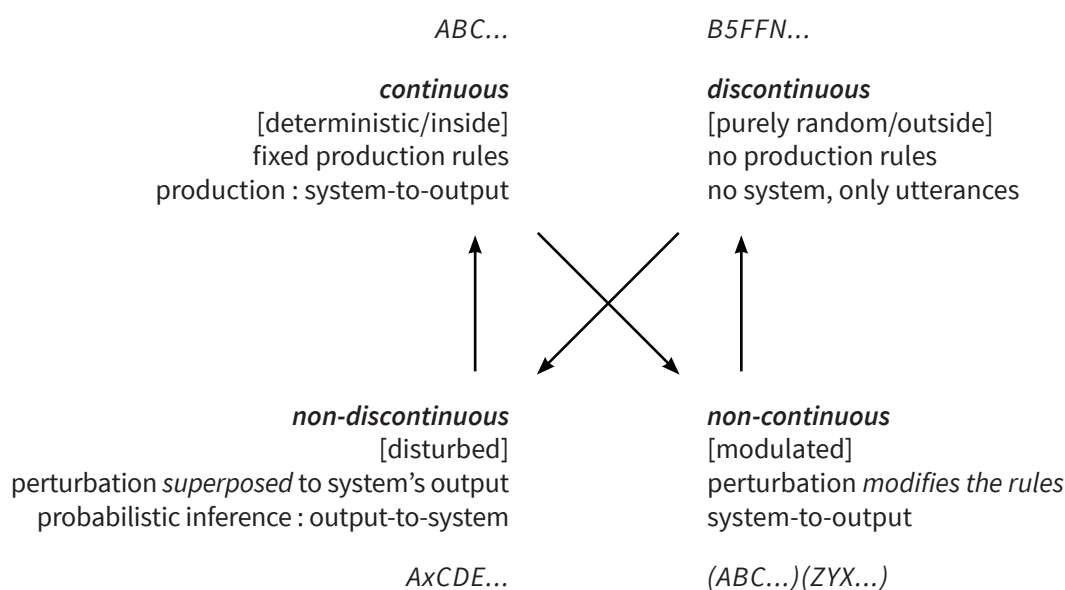 ABC...
continuous
[deterministic/inside]
fixed production rules
production : system-to-output
B5FFN...
discontinuous
[purely random/outside]
no production rules
no system, only utterances
non-discontinuous
[disturbed]
perturbation superposed to system’s output
probabilistic inference : output-to-system
AxCDE...
non-continuous
[modulated]
perturbation modifies the rules
system-to-output
(ABC...)(ZYX...)